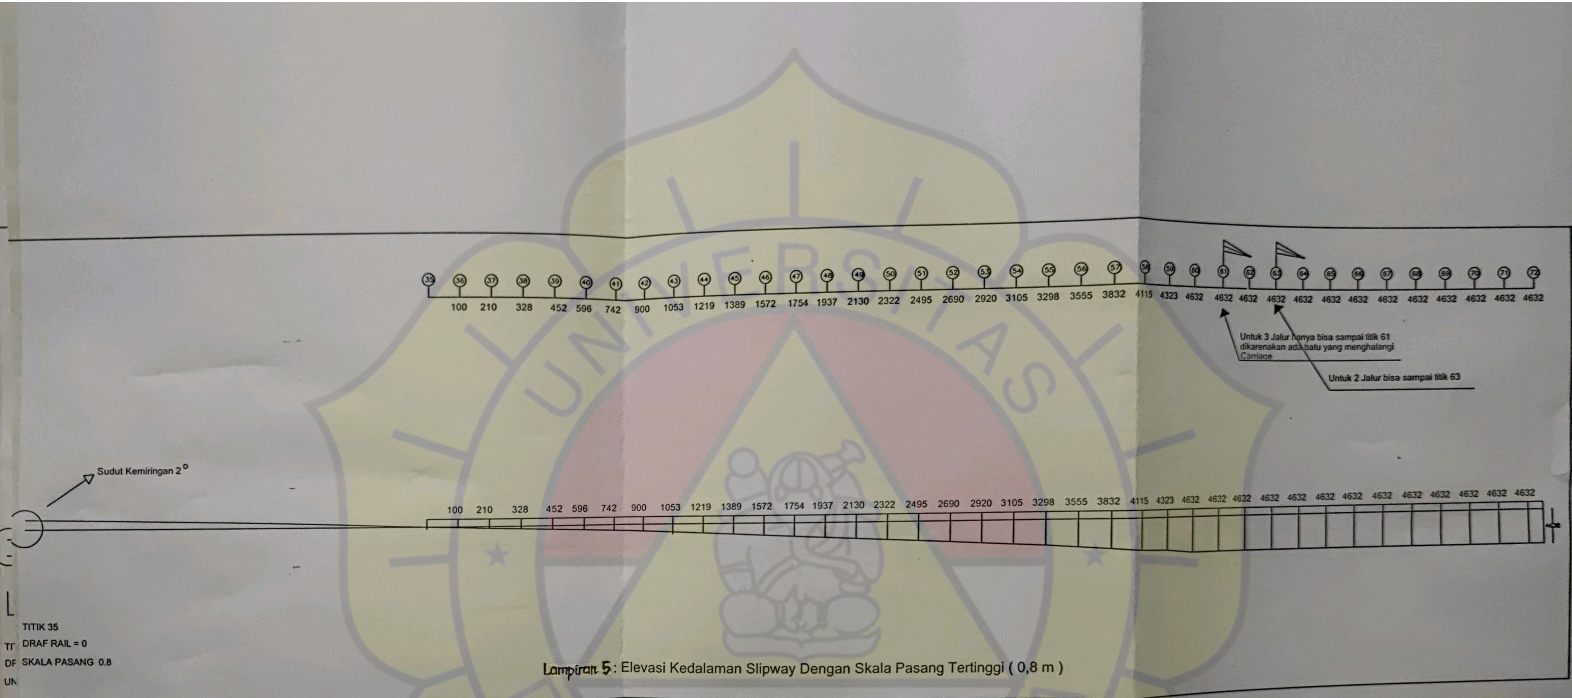 35 36 37 38 39 40 41 42 43 44 45 46 47 48 49 50 51 52 53 54 55 56 57 58 59 60 61 62 63 64 65 66 67 68 69 70 71 72
100 210 328 452 596 742 900 1053 1219 1389 1572 1754 1937 2130 2322 2495 2690 2920 3105 3298 3555 3832 4115 4323 4632 4632 4632 4632 4632 4632 4632 4632 4632 4632 4632 4632 4632
UNIVERSITAS
Untuk 3 Jalur hanya bisa sampai titik 61
dikarenakan ada batu yang menghalangi
Carriage
Untuk 2 Jalur bisa sampai titik 63
Sudut Kemiringan 2°
100 210 328 452 596 742 900 1053 1219 1389 1572 1754 1937 2130 2322 2495 2690 2920 3105 3298 3555 3832 4115 4323 4632 4632 4632 4632 4632 4632 4632 4632 4632 4632 4632 4632 4632
TITIK 35
DRAF RAIL = 0
SKALA PASANG 0.8
Lampiran 5 : Elevasi Kedalaman Slipway Dengan Skala Pasang Tertinggi ( 0,8 m )